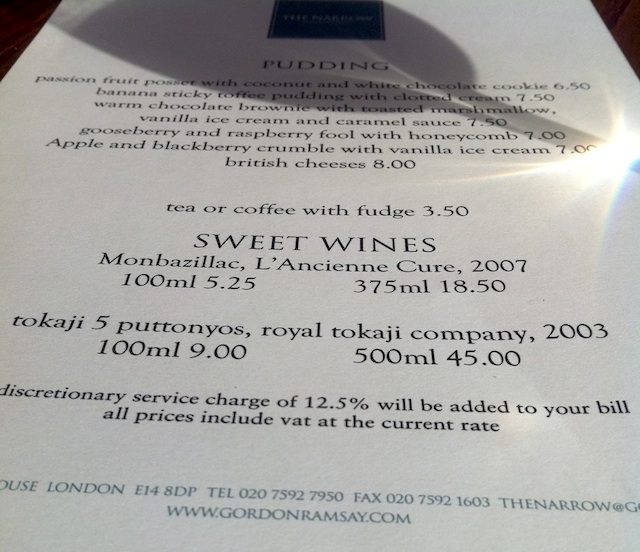 THE NARROW
PUDDING
passion fruit posset with coconut and white chocolate cookie 6.50
banana sticky toffee pudding with clotted cream 7.50
warm chocolate brownie with toasted marshmallow,
vanilla ice cream and caramel sauce 7.50
gooseberry and raspberry fool with honeycomb 7.00
Apple and blackberry crumble with vanilla ice cream 7.00
british cheeses 8.00
tea or coffee with fudge 3.50
SWEET WINES
Monbazillac, L'Ancienne Cure, 2007
100ml 5.25 375ml 18.50
tokaji 5 puttonyos, royal tokaji company, 2003
100ml 9.00 500ml 45.00
discretionary service charge of 12.5% will be added to your bill
all prices include vat at the current rate
OUSE LONDON E14 8DP TEL 020 7592 7950 FAX 020 7592 1603 THENARROW@GO
WWW.GORDONRAMSAY.COM